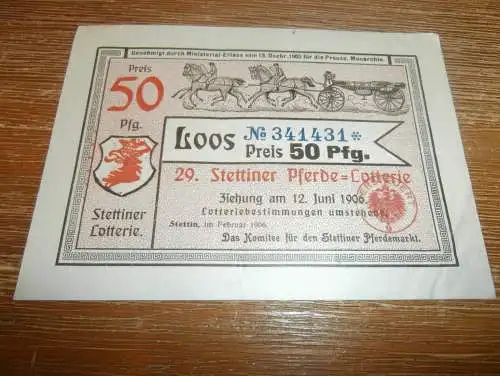 Genehmigt durch Ministerial-Erlass vom 15. Dezbr. 1905 für die Preuss. Monarchie.
Preis
50
Pfg.
Loos № 341431*
Preis 50 Pfg.
29. Stettiner Pferde=Lotterie
Ziehung am 12. Juni 1906.
Lotteriebestimmungen umstehend.
Stettin, im Februar 1906.
Das Komitee für den Stettiner Pferdemarkt.
Stettiner
Lotterie.